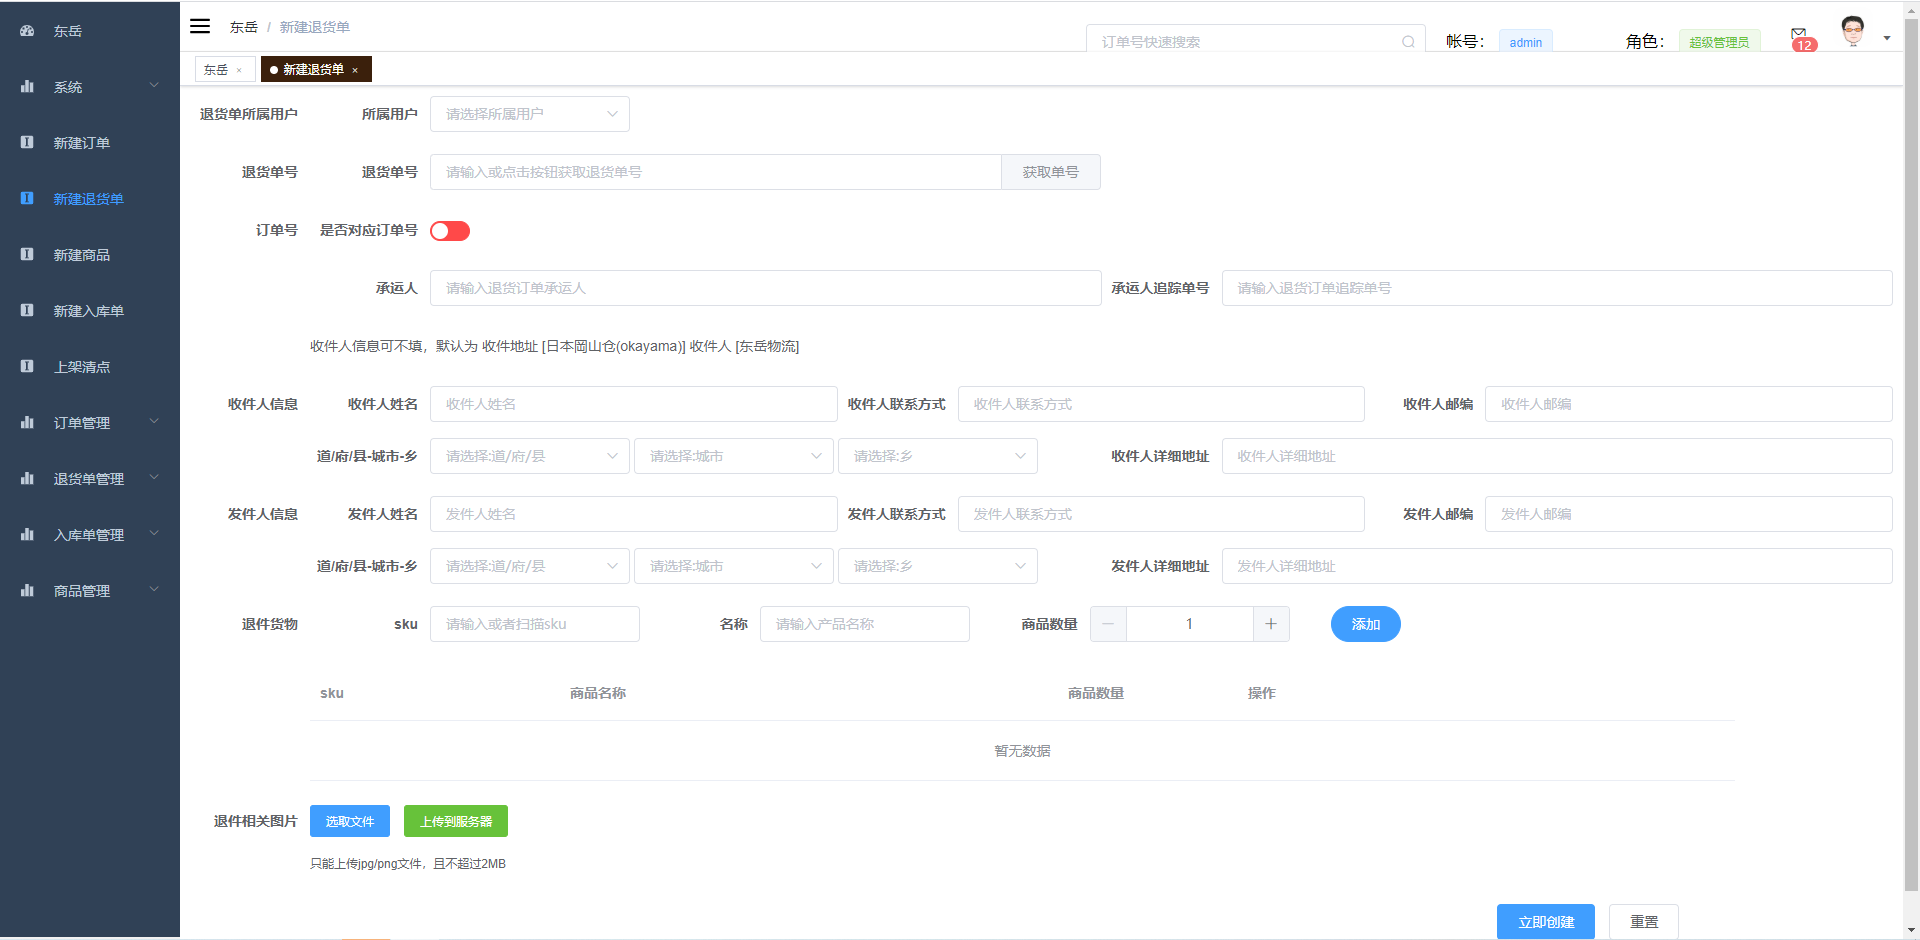 东岳
系统
新建订单
新建退货单
新建商品
新建入库单
上架清点
订单管理
退货单管理
入库单管理
商品管理
东岳 / 新建退货单
订单号快速搜索
帐号： admin
角色： 超级管理员
12
东岳 ×
新建退货单 ×
退货单所属用户 所属用户 请选择所属用户
退货单号 退货单号 请输入或点击按钮获取退货单号 获取单号
订单号 是否对应订单号
承运人 请输入退货订单承运人 承运人追踪单号 请输入退货订单追踪单号
收件人信息可不填，默认为 收件地址 [日本岡山仓(okayama)] 收件人 [东岳物流]
收件人信息 收件人姓名 收件人姓名 收件人联系方式 收件人联系方式 收件人邮编 收件人邮编
道/府/县-城市-乡 请选择:道/府/县 请选择:城市 请选择:乡 收件人详细地址 收件人详细地址
发件人信息 发件人姓名 发件人姓名 发件人联系方式 发件人联系方式 发件人邮编 发件人邮编
道/府/县-城市-乡 请选择:道/府/县 请选择:城市 请选择:乡 发件人详细地址 发件人详细地址
退件货物 sku 请输入或者扫描sku 名称 请输入产品名称 商品数量 − 1 + 添加
sku 商品名称 商品数量 操作
暂无数据
退件相关图片 选取文件 上传到服务器
只能上传jpg/png文件，且不超过2MB
立即创建 重置